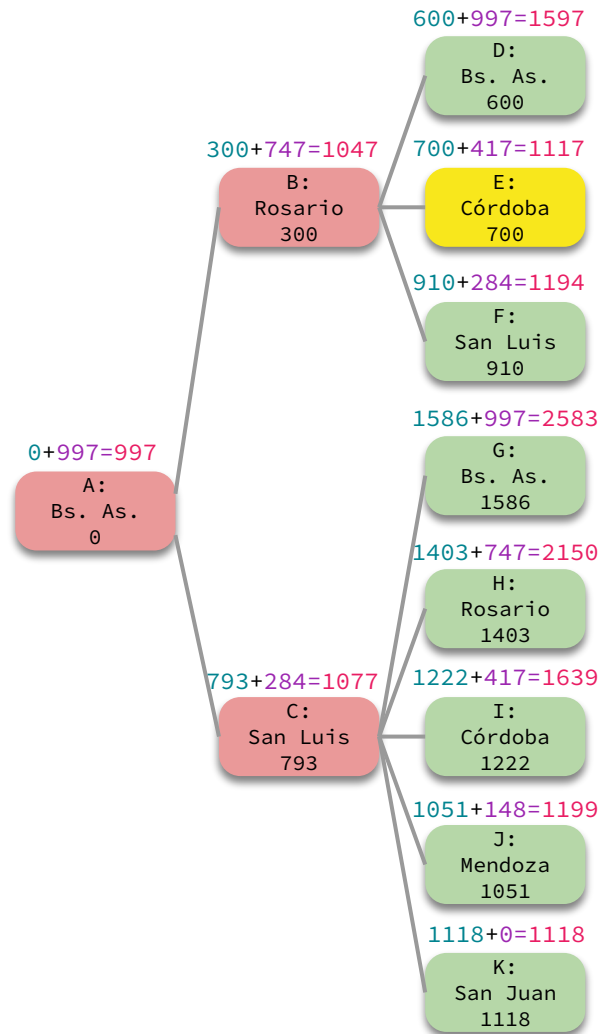 600+997=1597
D:
Bs. As.
600
300+747=1047
B:
Rosario
300
700+417=1117
E:
Córdoba
700
910+284=1194
F:
San Luis
910
0+997=997
A:
Bs. As.
0
1586+997=2583
G:
Bs. As.
1586
1403+747=2150
H:
Rosario
1403
793+284=1077
C:
San Luis
793
1222+417=1639
I:
Córdoba
1222
1051+148=1199
J:
Mendoza
1051
1118+0=1118
K:
San Juan
1118